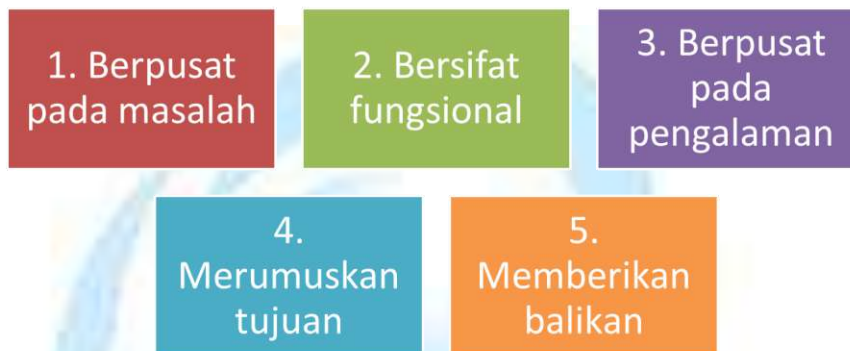 1. Berpusat
pada masalah
2. Bersifat
fungsional
3. Berpusat
pada
pengalaman
4.
Merumuskan
tujuan
5.
Memberikan
balikan